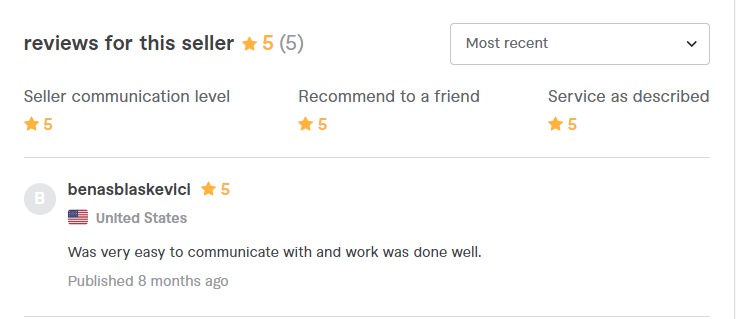 reviews for this seller 5 (5)
Most recent
Seller communication level
5
Recommend to a friend
5
Service as described
5
B
benasblaskevici 5
United States
Was very easy to communicate with and work was done well.
Published 8 months ago